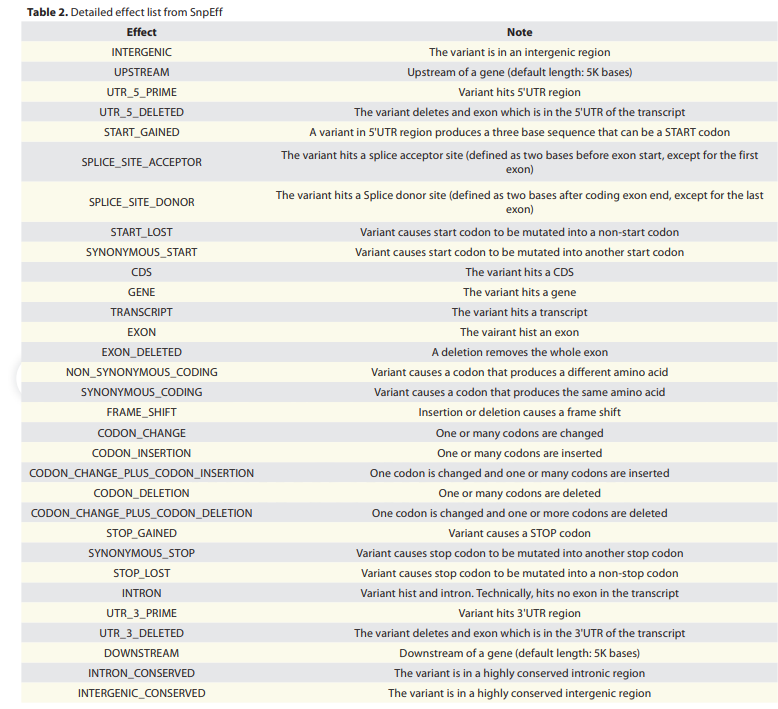 Table 2. Detailed effect list from SnpEff
Effect Note
INTERGENIC The variant is in an intergenic region
UPSTREAM Upstream of a gene (default length: 5K bases)
UTR_5_PRIME Variant hits 5'UTR region
UTR_5_DELETED The variant deletes and exon which is in the 5'UTR of the transcript
START_GAINED A variant in 5'UTR region produces a three base sequence that can be a START codon
SPLICE_SITE_ACCEPTOR The variant hits a splice acceptor site (defined as two bases before exon start, except for the first
exon)
SPLICE_SITE_DONOR The variant hits a Splice donor site (defined as two bases after coding exon end, except for the last
exon)
START_LOST Variant causes start codon to be mutated into a non-start codon
SYNONYMOUS_START Variant causes start codon to be mutated into another start codon
CDS The variant hits a CDS
GENE The variant hits a gene
TRANSCRIPT The variant hits a transcript
EXON The vairant hist an exon
EXON_DELETED A deletion removes the whole exon
NON_SYNONYMOUS_CODING Variant causes a codon that produces a different amino acid
SYNONYMOUS_CODING Variant causes a codon that produces the same amino acid
FRAME_SHIFT Insertion or deletion causes a frame shift
CODON_CHANGE One or many codons are changed
CODON_INSERTION One or many codons are inserted
CODON_CHANGE_PLUS_CODON_INSERTION One codon is changed and one or many codons are inserted
CODON_DELETION One or many codons are deleted
CODON_CHANGE_PLUS_CODON_DELETION One codon is changed and one or more codons are deleted
STOP_GAINED Variant causes a STOP codon
SYNONYMOUS_STOP Variant causes stop codon to be mutated into another stop codon
STOP_LOST Variant causes stop codon to be mutated into a non-stop codon
INTRON Variant hist and intron. Technically, hits no exon in the transcript
UTR_3_PRIME Variant hits 3'UTR region
UTR_3_DELETED The variant deletes and exon which is in the 3'UTR of the transcript
DOWNSTREAM Downstream of a gene (default length: 5K bases)
INTRON_CONSERVED The variant is in a highly conserved intronic region
INTERGENIC_CONSERVED The variant is in a highly conserved intergenic region